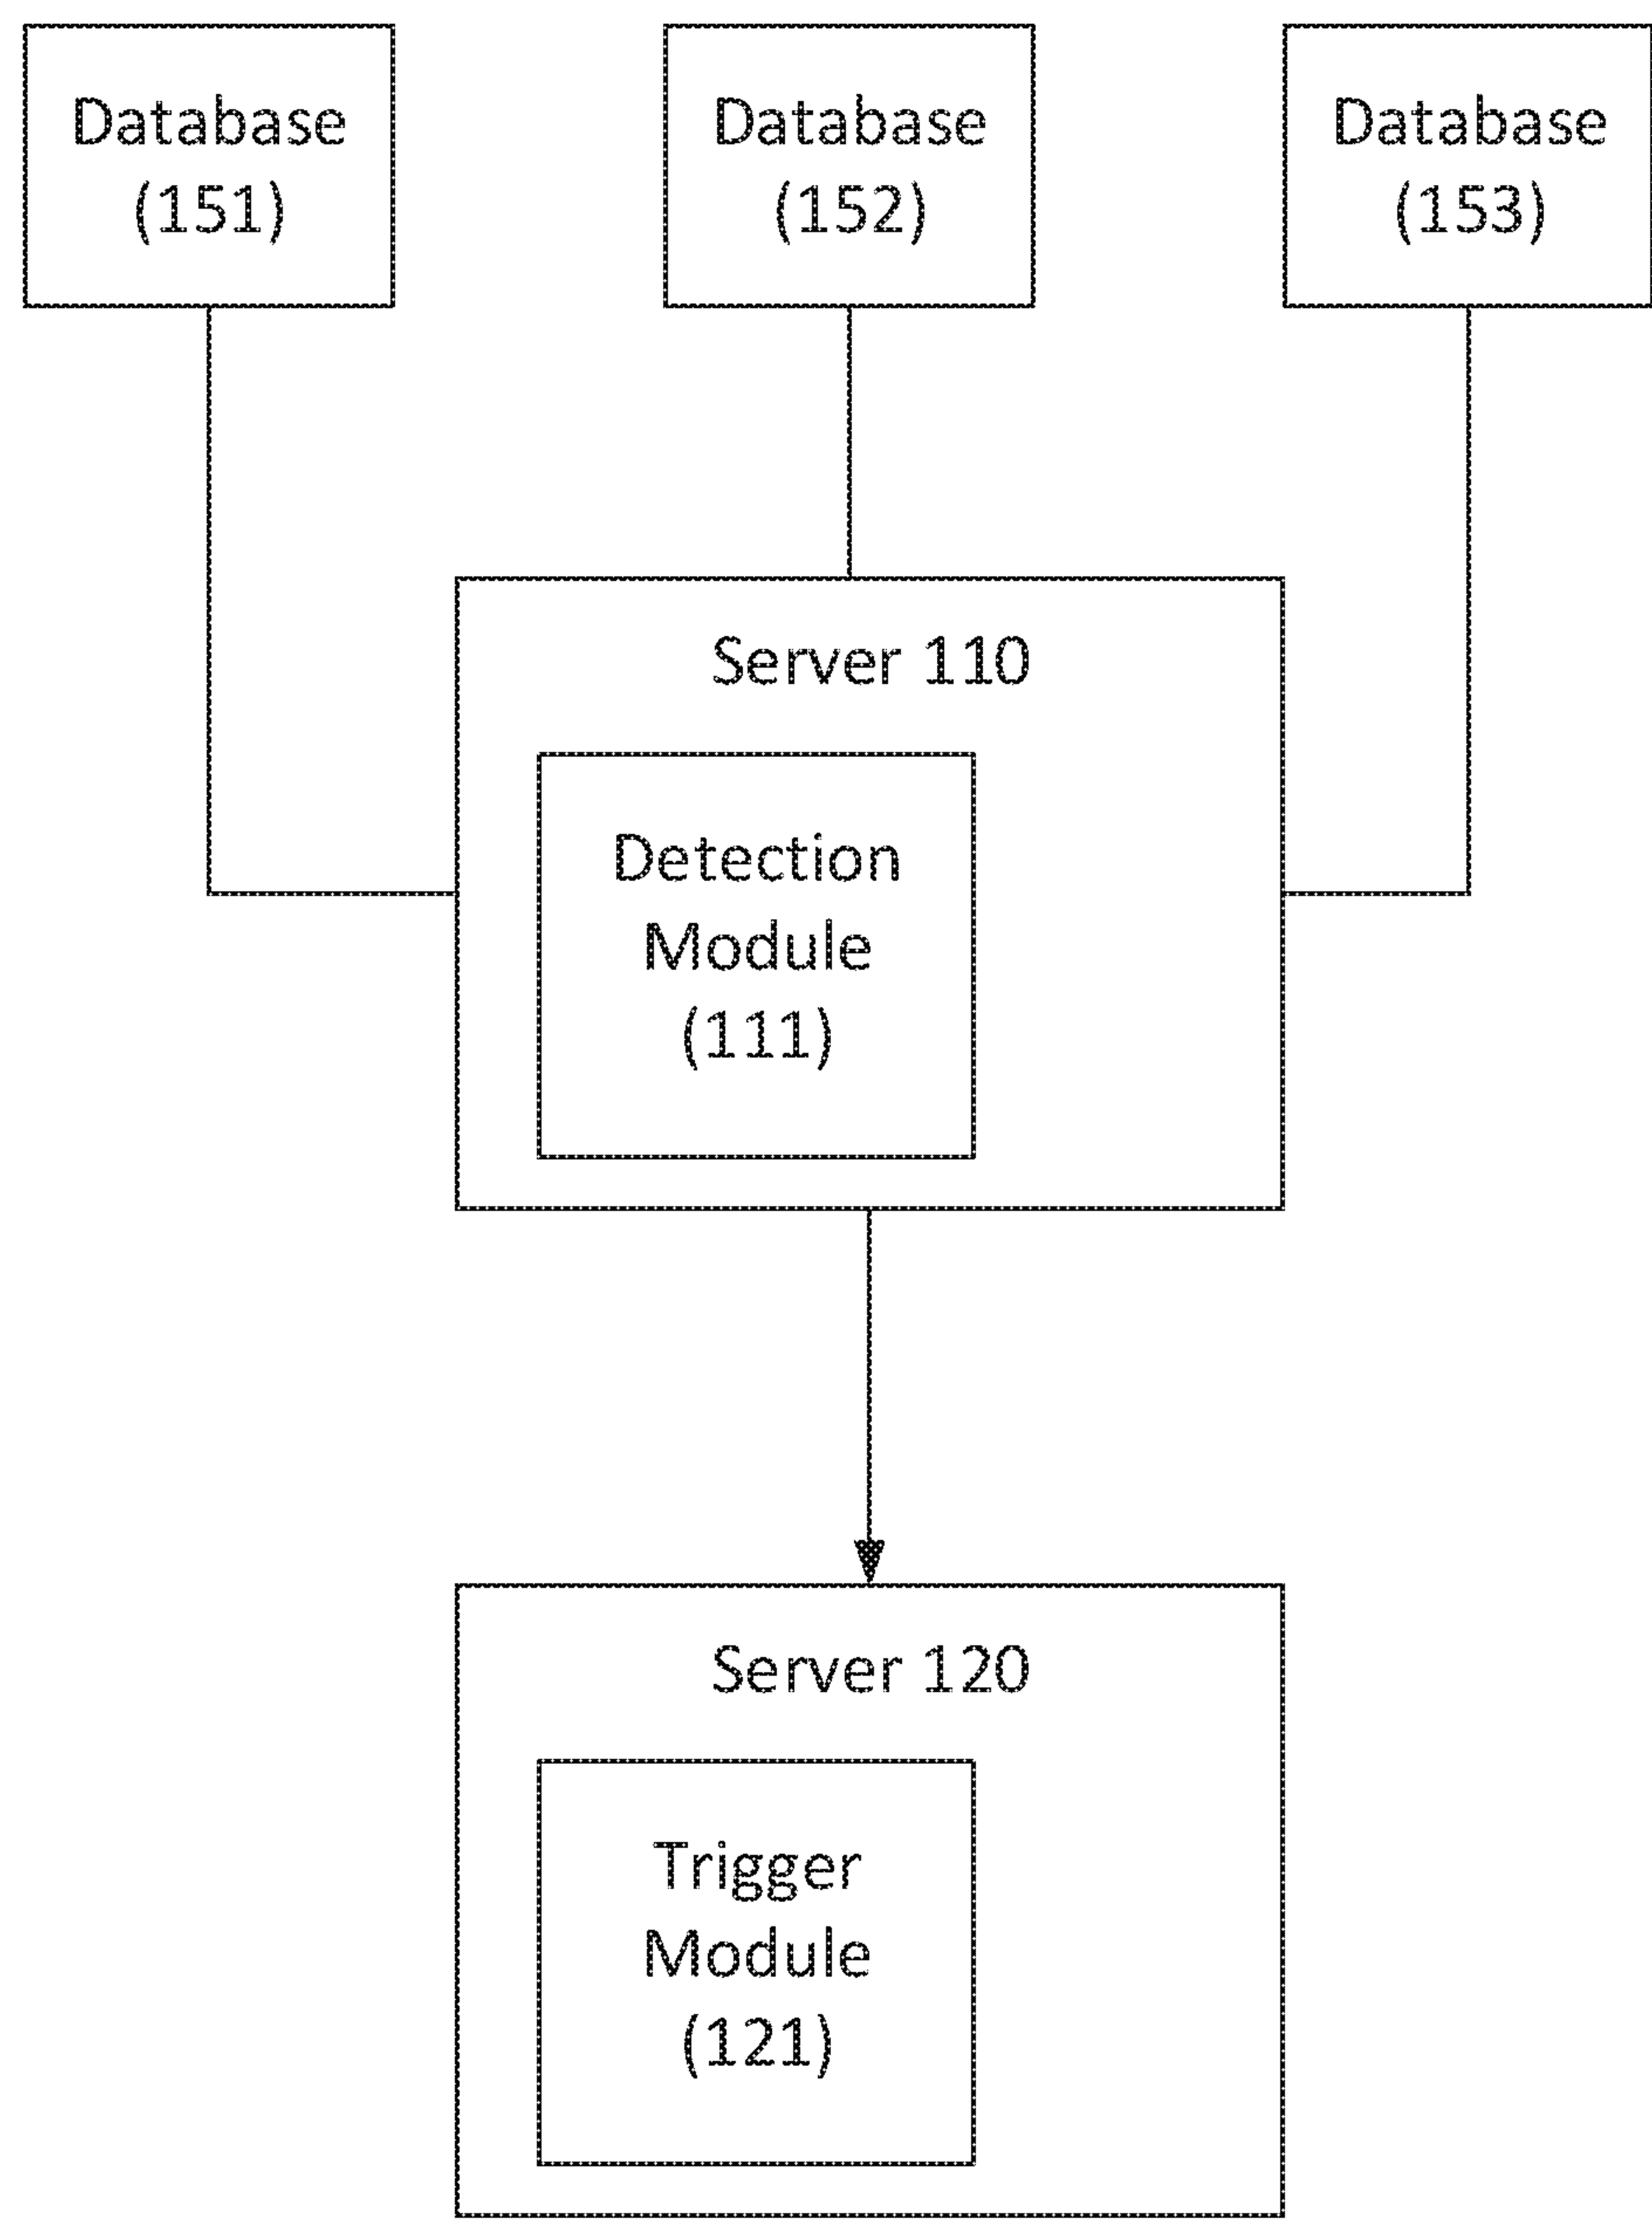 Database
(151)
Database
(152)
Database
(153)
Server 110
Detection
Module
(111)
Server 120
Trigger
Module
(121)